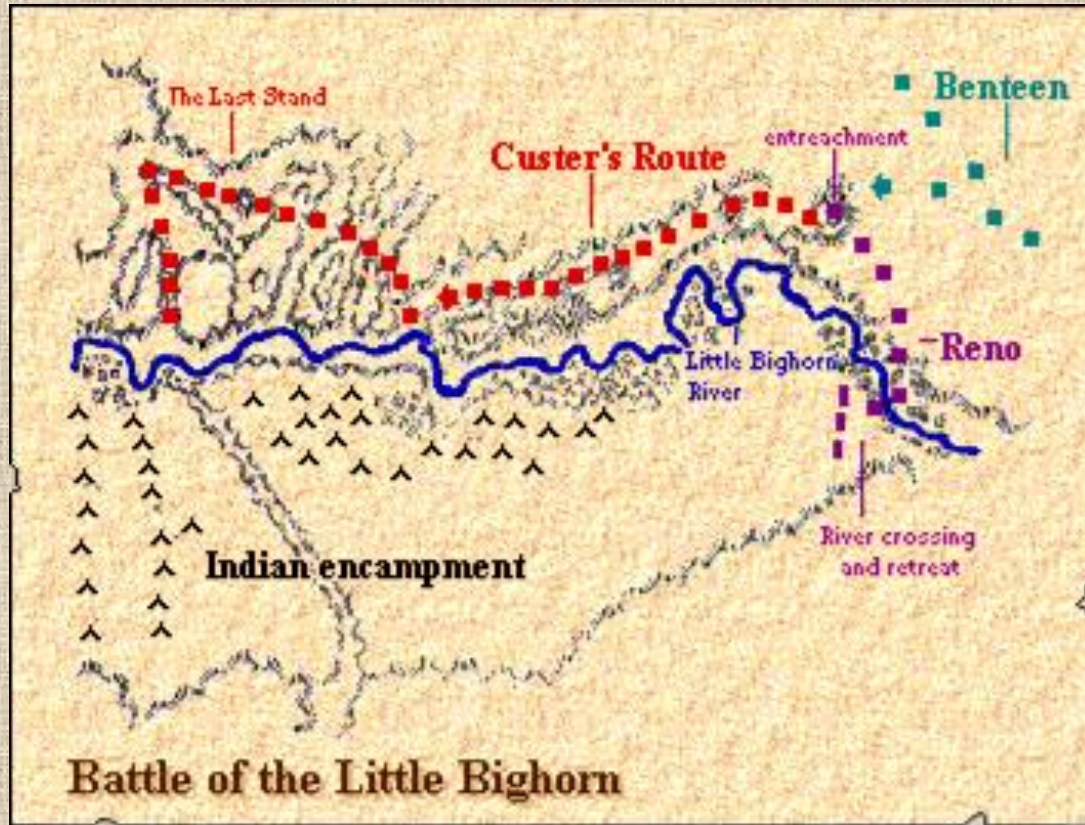 The Last Stand
Benteen
entreachment
Custer's Route
Reno
Little Bighorn
River
River crossing
and retreat
Indian encampment
Battle of the Little Bighorn